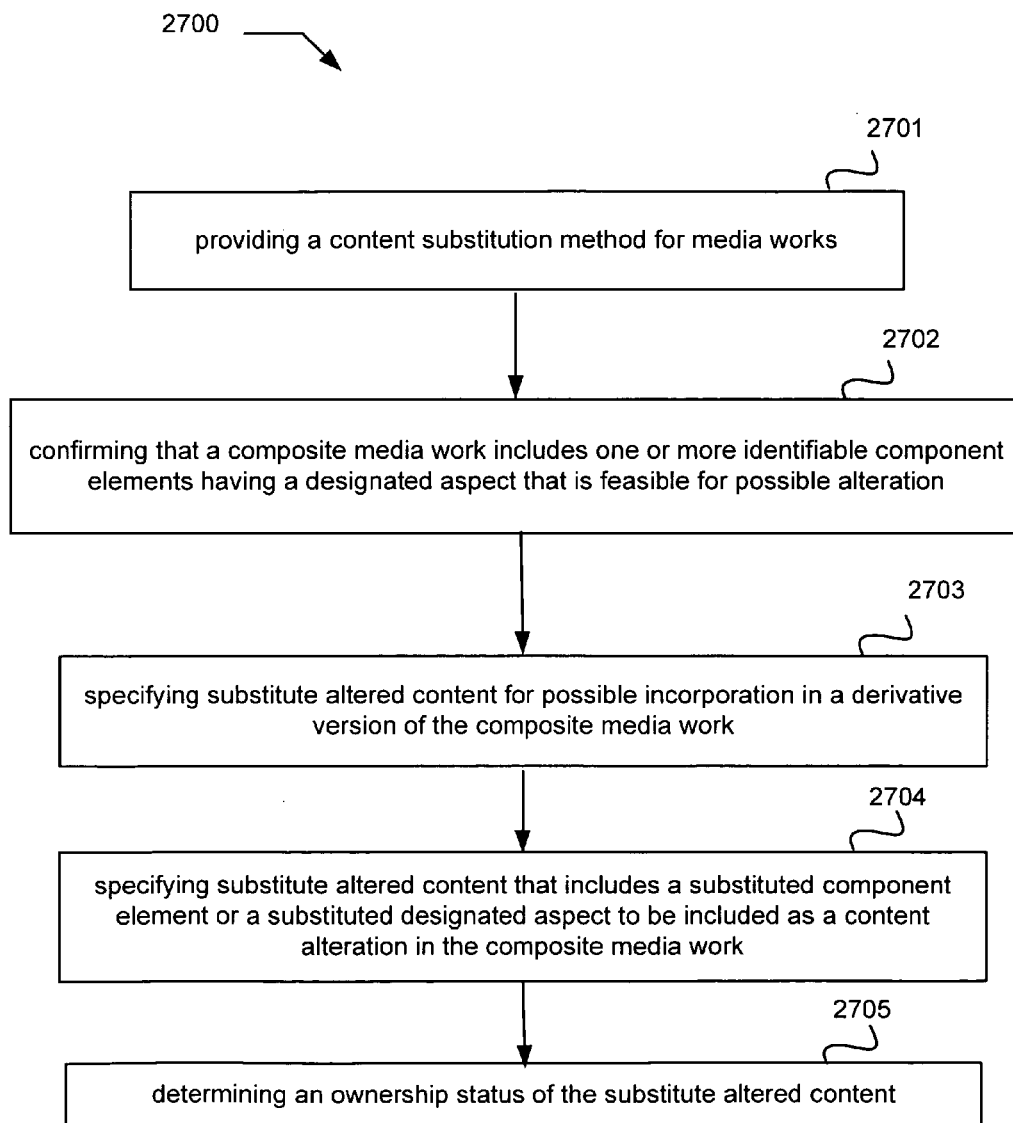 2700
2701
providing a content substitution method for media works
2702
confirming that a composite media work includes one or more identifiable component
elements having a designated aspect that is feasible for possible alteration
2703
specifying substitute altered content for possible incorporation in a derivative
version of the composite media work
2704
specifying substitute altered content that includes a substituted component
element or a substituted designated aspect to be included as a content
alteration in the composite media work
2705
determining an ownership status of the substitute altered content